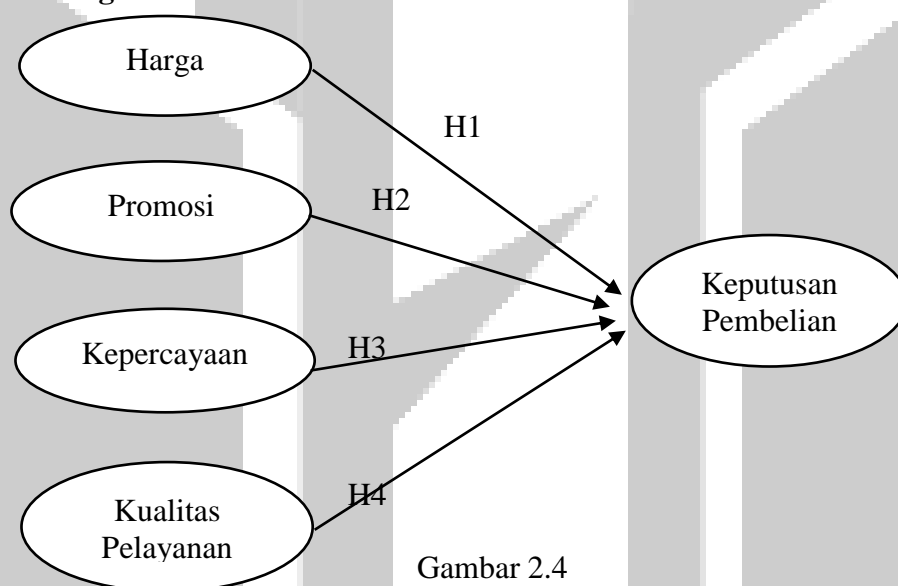 Harga
H1
Promosi
H2
Keputusan
Pembelian
Kepercayaan
H3
Kualitas
Pelayanan
H4
Gambar 2.4